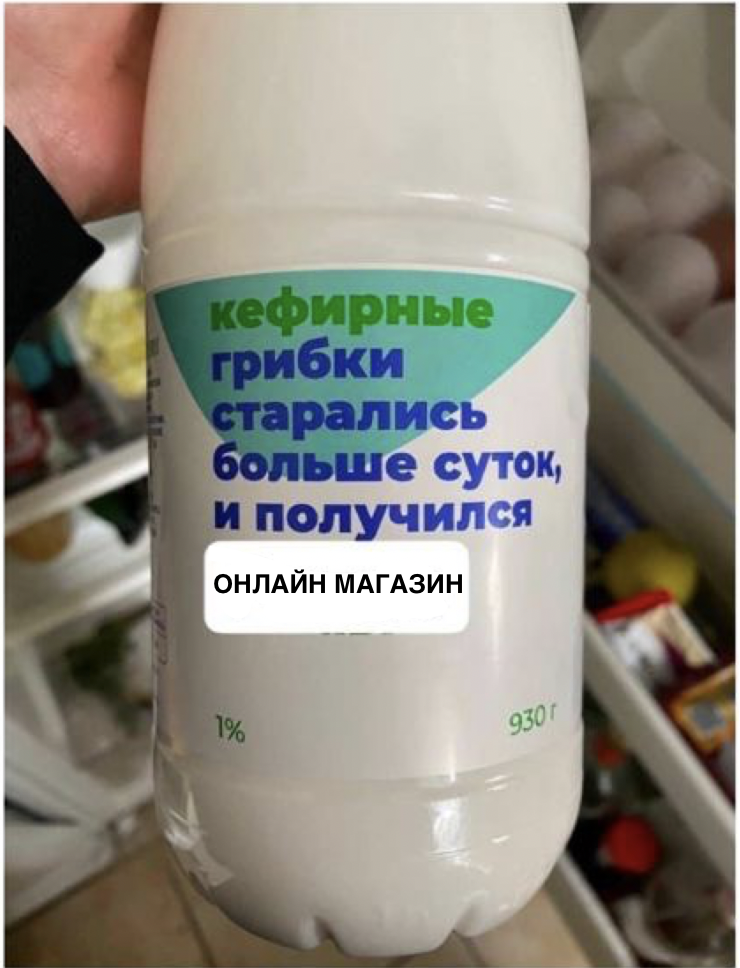 кефирные
грибки
старались
больше суток,
и получился
ОНЛАЙН МАГАЗИН
1%
930 г